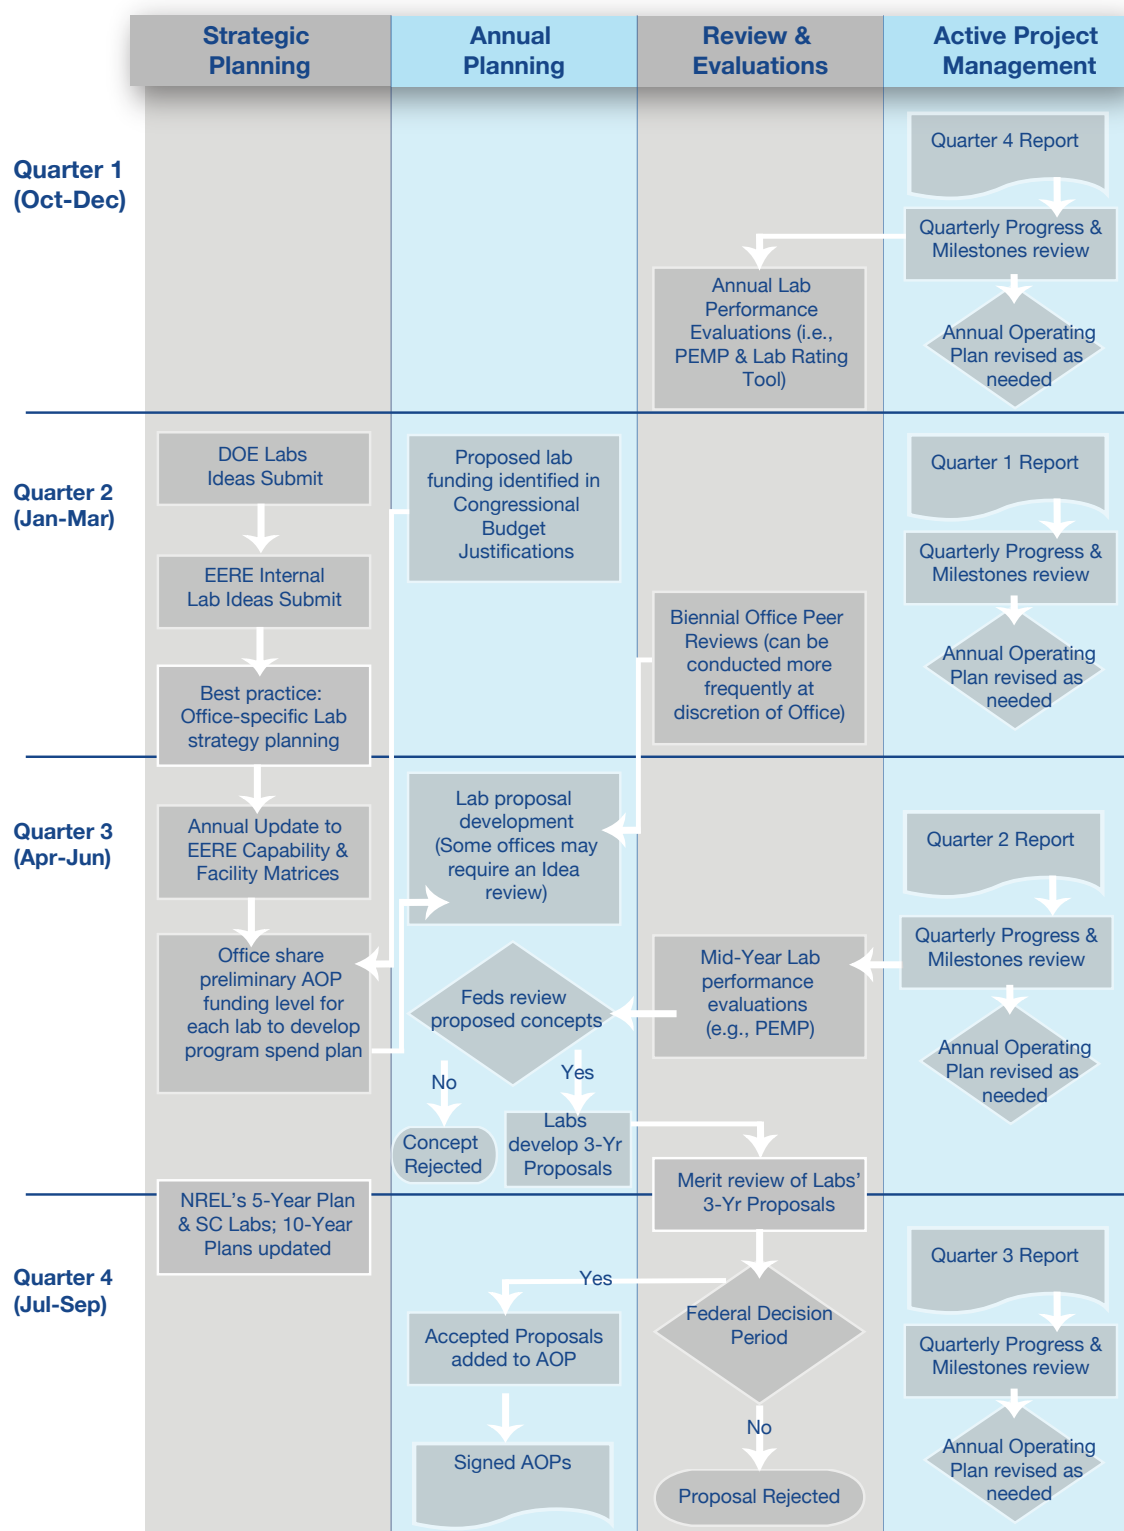 Strategic
Planning
Annual
Planning
Review &
Evaluations
Active Project
Management
Quarter 1
(Oct-Dec)
Quarter 4 Report
Quarterly Progress &
Milestones review
Annual Lab
Performance
Evaluations (i.e.,
PEMP & Lab Rating
Tool)
Annual Operating
Plan revised as
needed
Quarter 2
(Jan-Mar)
DOE Labs
Ideas Submit
EERE Internal
Lab Ideas Submit
Best practice:
Office-specific Lab
strategy planning
Proposed lab
funding identified in
Congressional
Budget
Justifications
Biennial Office Peer
Reviews (can be
conducted more
frequently at
discretion of Office)
Quarter 1 Report
Quarterly Progress &
Milestones review
Annual Operating
Plan revised as
needed
Quarter 3
(Apr-Jun)
Annual Update to
EERE Capability &
Facility Matrices
Office share
preliminary AOP
funding level for
each lab to develop
program spend plan
Lab proposal
development
(Some offices may
require an Idea
review)
Feds review
proposed concepts
No
Yes
Concept
Rejected
Labs
develop 3-Yr
Proposals
Mid-Year Lab
performance
evaluations
(e.g., PEMP)
Merit review of Labs'
3-Yr Proposals
Quarter 2 Report
Quarterly Progress &
Milestones review
Annual Operating
Plan revised as
needed
Quarter 4
(Jul-Sep)
NREL's 5-Year Plan
& SC Labs; 10-Year
Plans updated
Yes
Accepted Proposals
added to AOP
Signed AOPs
Federal Decision
Period
No
Proposal Rejected
Quarter 3 Report
Quarterly Progress &
Milestones review
Annual Operating
Plan revised as
needed